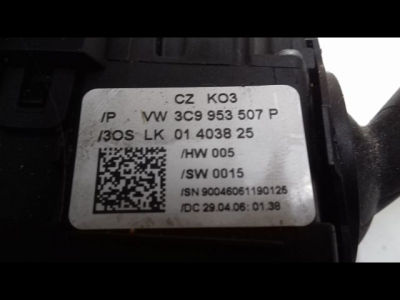 CZ KO3
/P VW 3C9 953 507 P
/3OS LK 01 4038 25
/HW 005
/SW 0015
/SN 90046061190125
/DC 29.04.06: 01.38